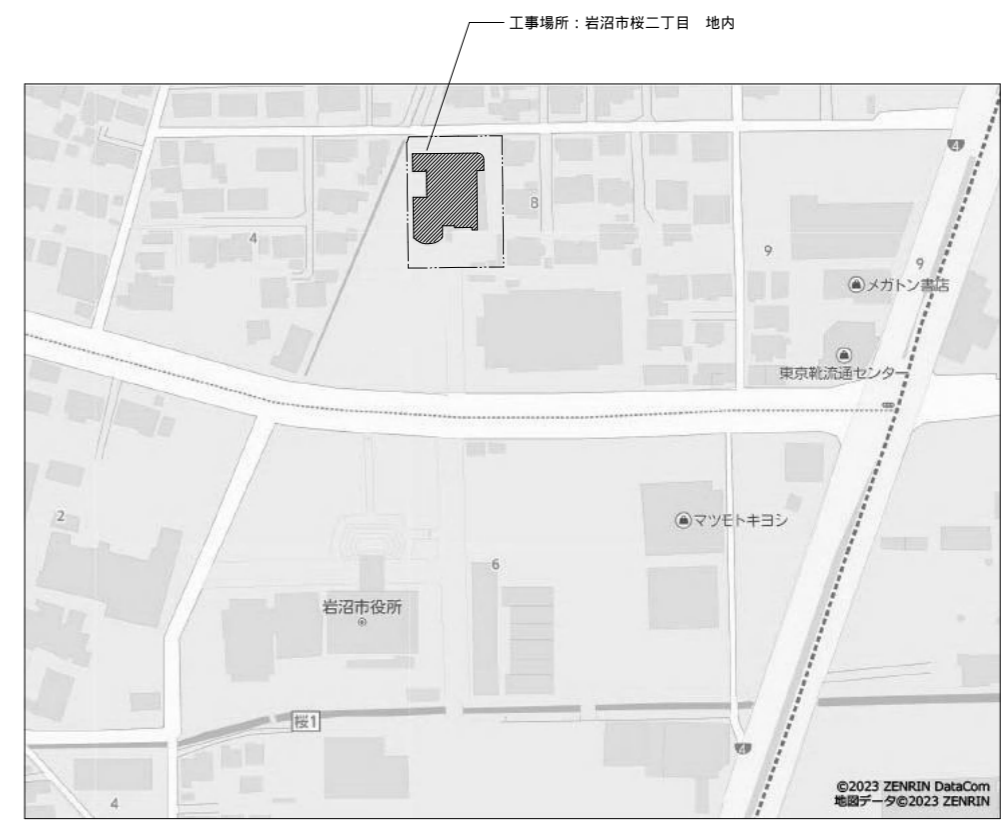 工事場所：岩沼市桜二丁目　地内
4
8
4
9
9
メガトン書店
東京靴流通センター
2
マツモトキヨシ
6
岩沼市役所
桜1
4
4
©2023 ZENRIN DataCom
地図データ©2023 ZENRIN